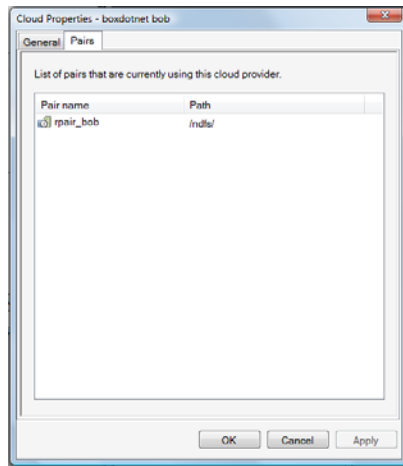 Cloud Properties - boxdotnet bob
General Pairs
List of pairs that are currently using this cloud provider.
Pair name Path
rpair_bob /ndfs/
OK Cancel Apply